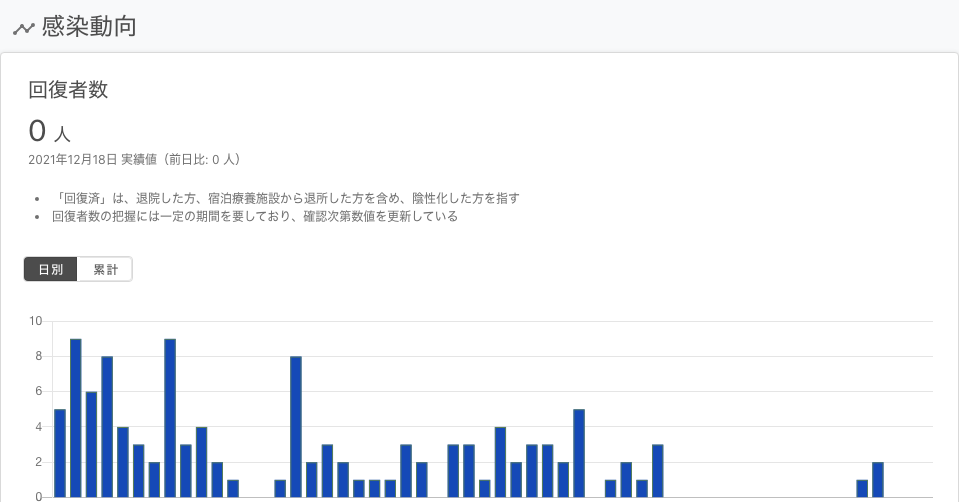 感染動向
回復者数
0 人
2021年12月18日 実績値（前日比: 0 人）
• 「回復済」は、退院した方、宿泊療養施設から退所した方を含め、陰性化した方を指す
• 回復者数の把握には一定の期間を要しており、確認次第数値を更新している
日別 累計
10
8
6
4
2
0